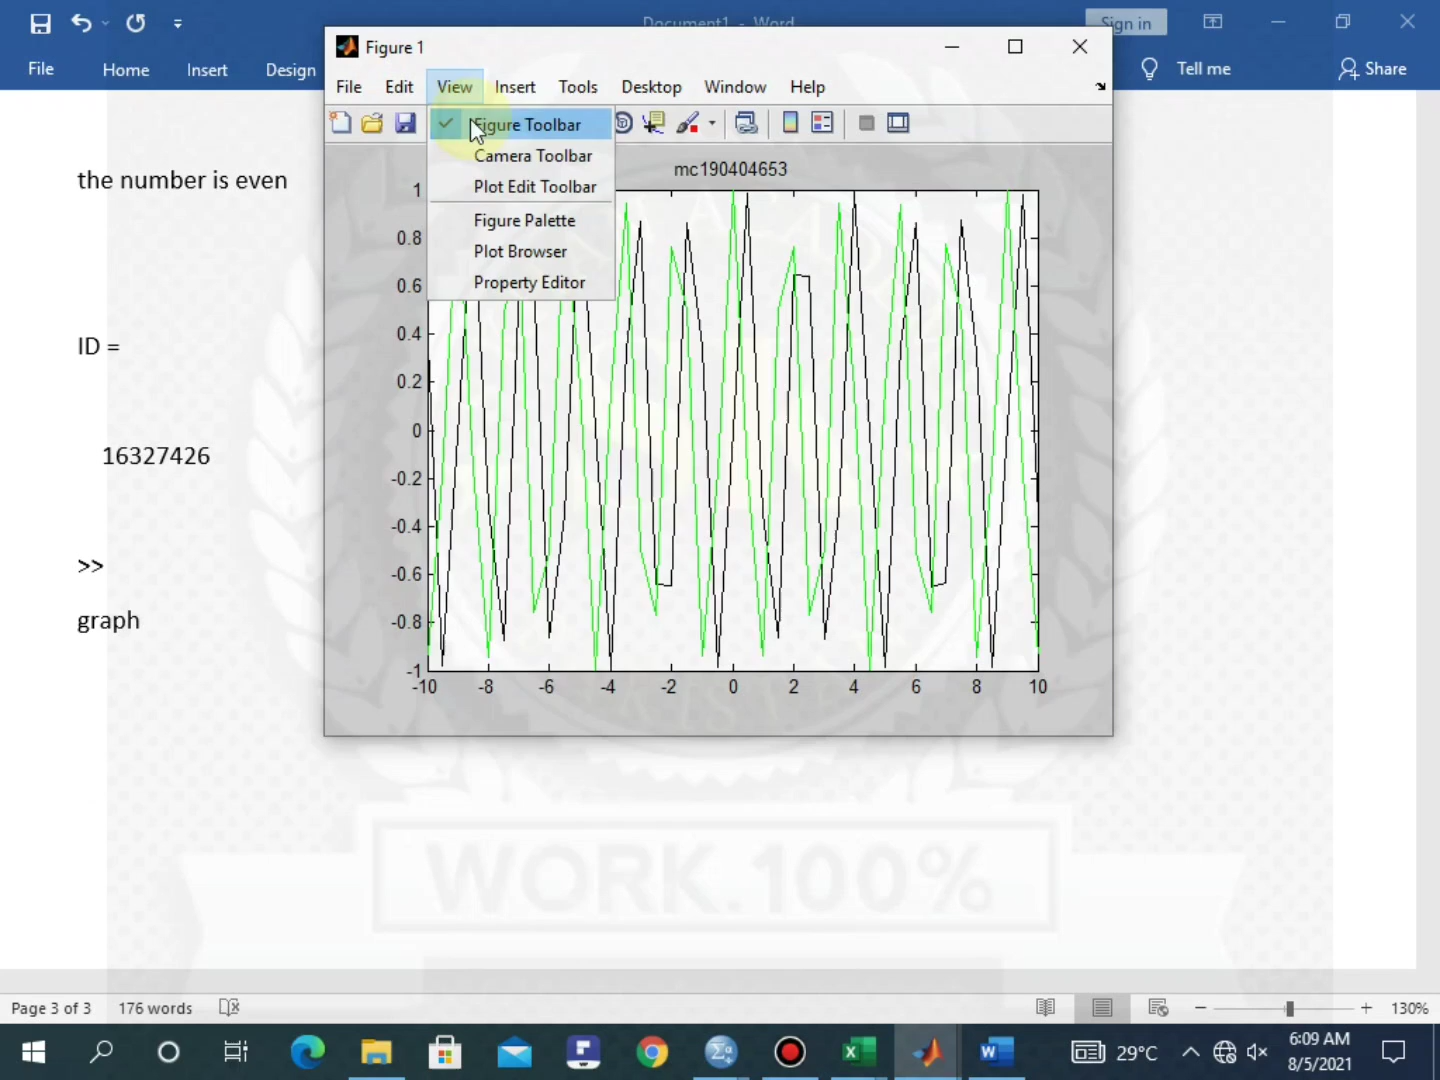 Document1 - Word
Sign in
File
Home
Insert
Design
Tell me
Share
Figure 1
File Edit View Insert Tools Desktop Window Help
Figure Toolbar
Camera Toolbar
Plot Edit Toolbar
Figure Palette
Plot Browser
Property Editor
mc190404653
1
0.8
0.6
0.4
0.2
0
-0.2
-0.4
-0.6
-0.8
-1
-10 -8 -6 -4 -2 0 2 4 6 8 10
the number is even
ID =
16327426
>>
graph
WORK.100%
Page 3 of 3 176 words
130%
29°C
6:09 AM
8/5/2021